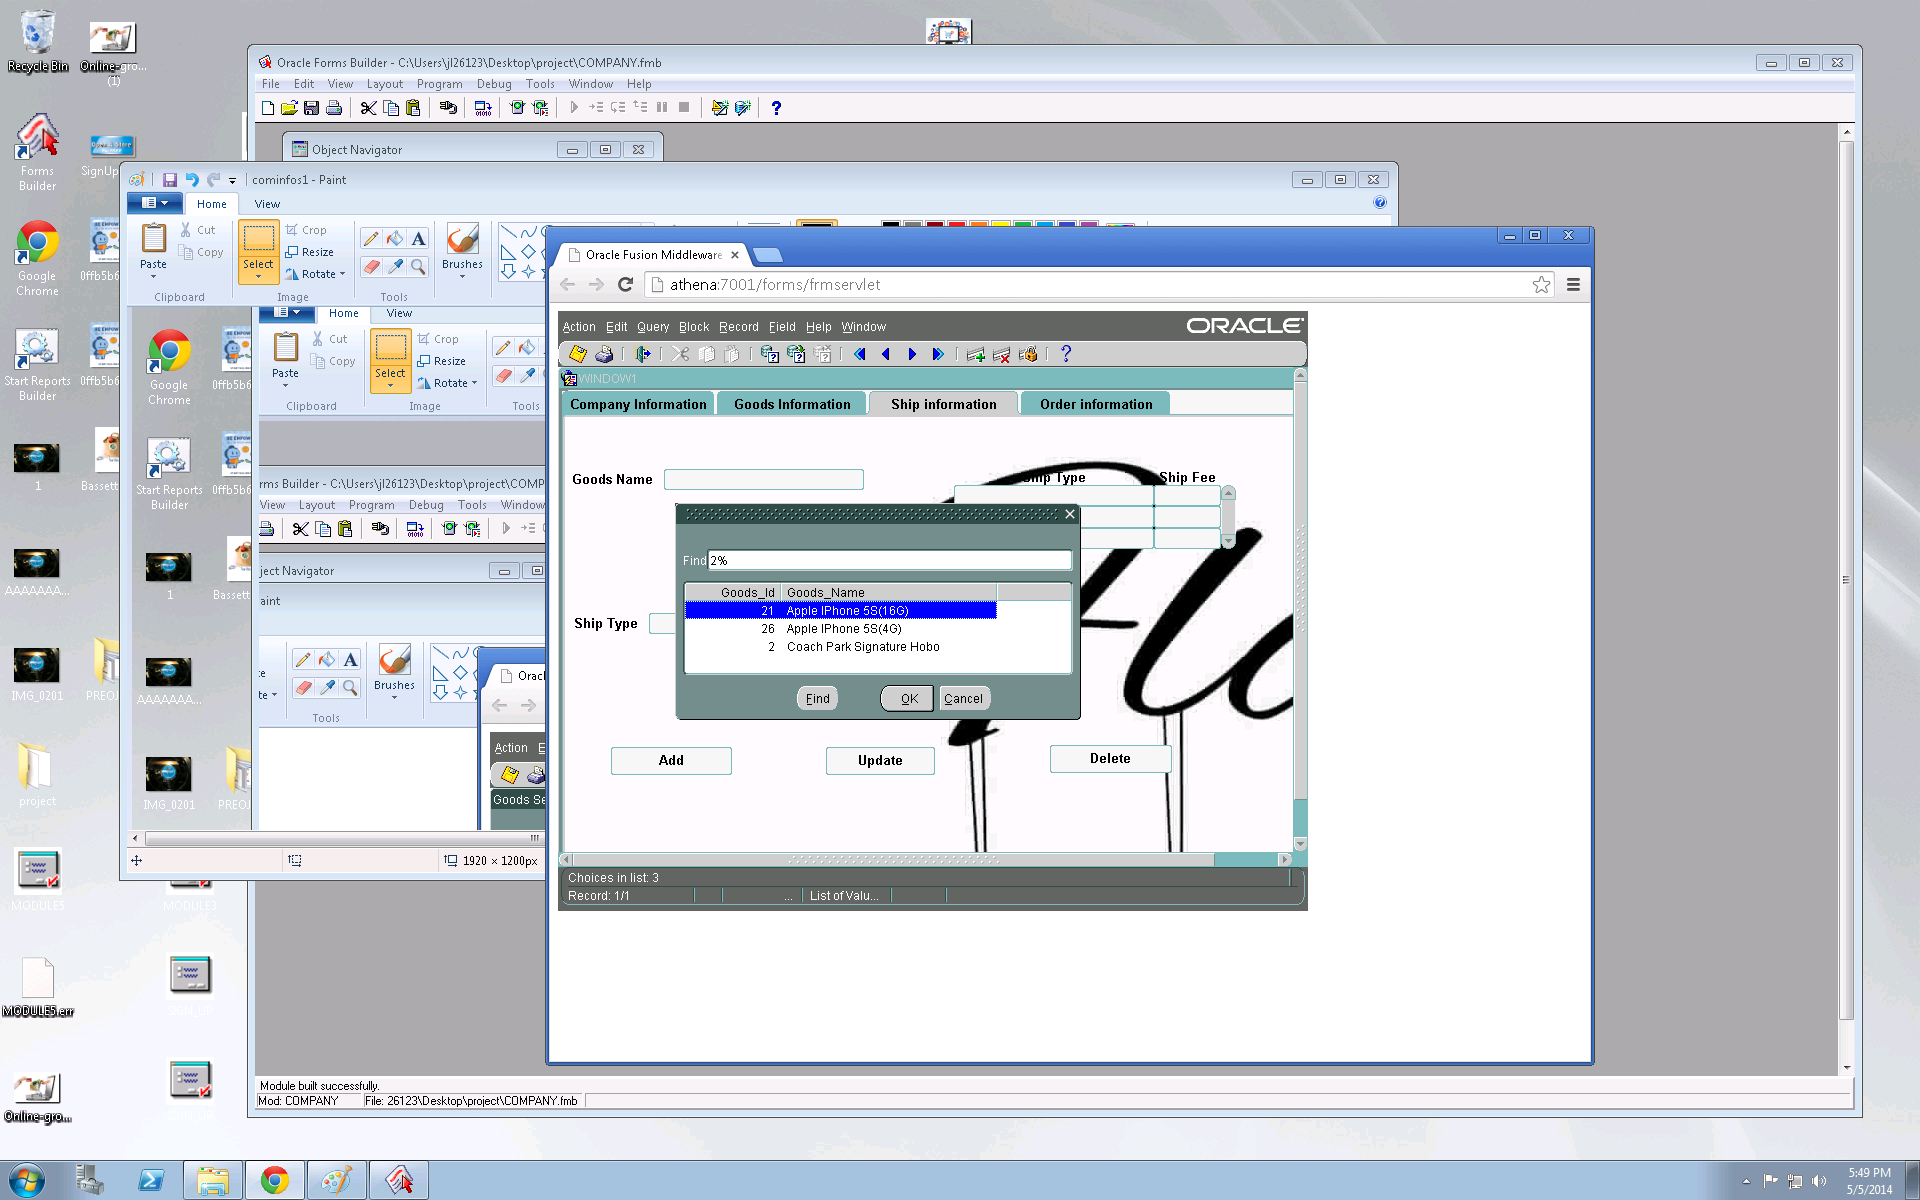 Recycle Bin
Online-gro...
(1)
Forms
Builder
SignUp
Google
Chrome
0ffb5b6
Start Reports
Builder
0ffb5b6
1
Bassett
AAAAAAA...
IMG_0201
PREOJ
project
MODULE5
MODULE3
MODULE5.err
SIGN_UP
Online-gro...
Oracle Forms Builder - C:\Users\jl26123\Desktop\project\COMPANY.fmb
File Edit View Layout Program Debug Tools Window Help
Object Navigator
cominfos1 - Paint
Home View
Paste
Cut
Copy
Clipboard
Select
Crop
Resize
Rotate
Image
A
Tools
Brushes
Home View
Paste
Cut
Copy
Clipboard
Select
Crop
Resize
Rotate
Image
Tools
Google
Chrome
0ffb5b6
Start Reports
Builder
0ffb5b6
1
Bassett
AAAAAAA...
IMG_0201
PREOJ
rms Builder - C:\Users\jl26123\Desktop\project\COMP
View Layout Program Debug Tools Window
ject Navigator
aint
A
Tools
Brushes
Oracl
Action E
Goods Se
1920 × 1200px
Oracle Fusion Middleware
athena:7001/forms/frmservlet
Action Edit Query Block Record Field Help Window
ORACLE
WINDOW1
Company Information Goods Information Ship information Order information
Goods Name
Ship Type Ship Fee
Find 2%
Goods_Id Goods_Name
21 Apple IPhone 5S(16G)
26 Apple IPhone 5S(4G)
2 Coach Park Signature Hobo
Find OK Cancel
Ship Type
Add Update Delete
Choices in list: 3
Record: 1/1 ... List of Valu...
Module built successfully.
Mod: COMPANY File: 26123\Desktop\project\COMPANY.fmb
5:49 PM
5/5/2014